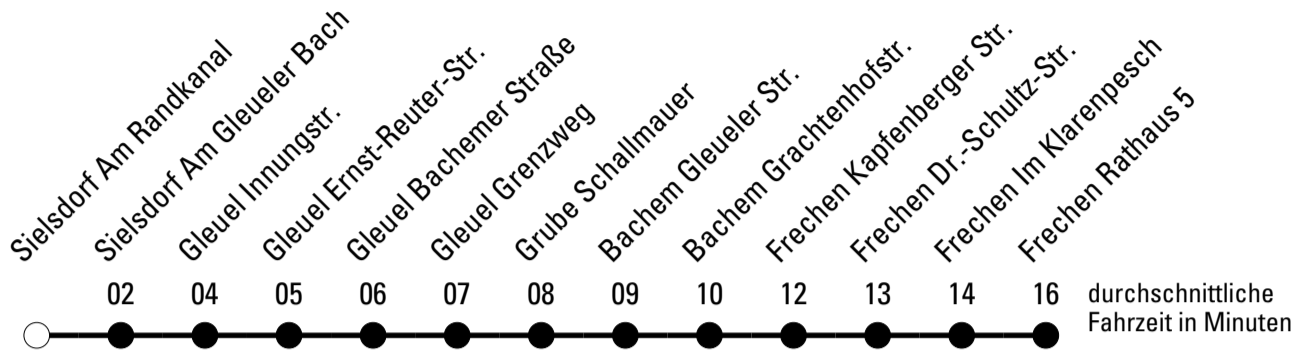 Sielsdorf Am Randkanal
Sielsdorf Am Gleueler Bach
Gleuel Innungstr.
Gleuel Ernst-Reuter-Str.
Gleuel Bachemer Straße
Gleuel Grenzweg
Grube Schallmauer
Bachem Gleueler Str.
Bachem Grachtenhofstr.
Frechen Kapfenberger Str.
Frechen Dr.-Schultz-Str.
Frechen Im Klarenpesch
Frechen Rathaus 5
02 04 05 06 07 08 09 10 12 13 14 16
durchschnittliche
Fahrzeit in Minuten